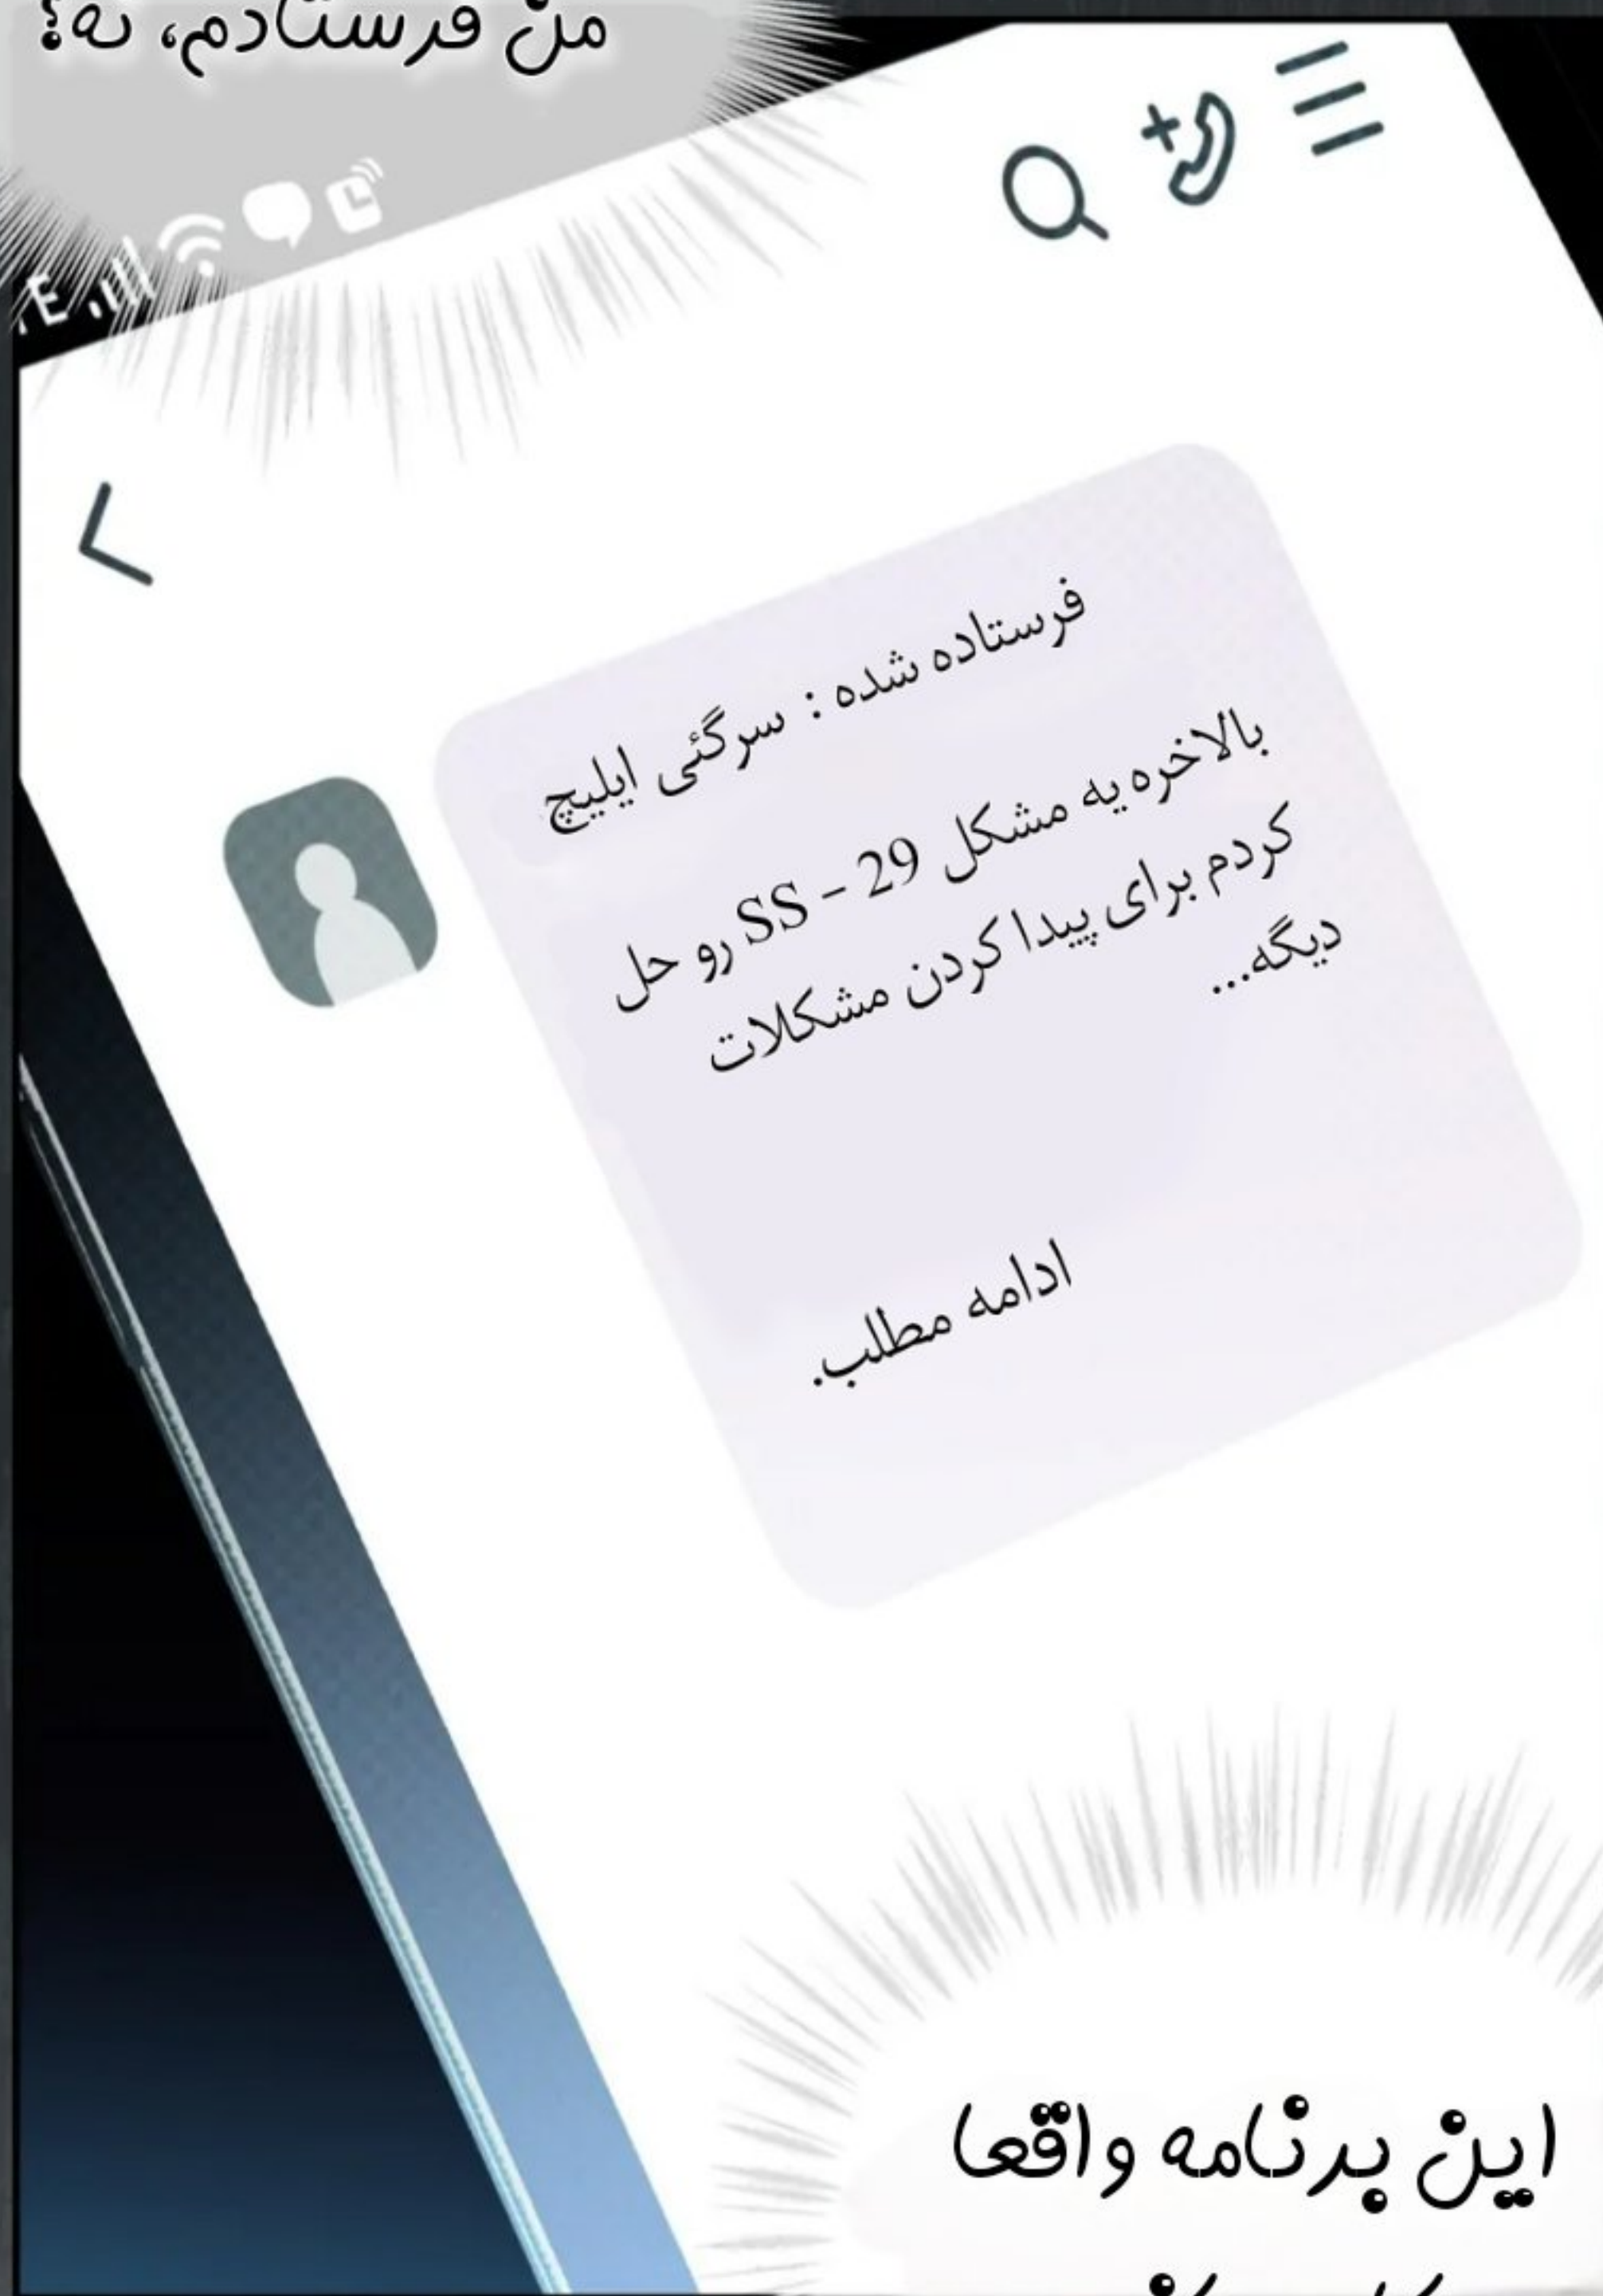 من فرستادم، نه؟
فرستاده شده : سرگئی ایلیچ
بالاخره یه مشکل SS - 29 رو حل
کردم برای پیدا کردن مشکلات
دیگه...
ادامه مطلب.
این برنامه واقعا